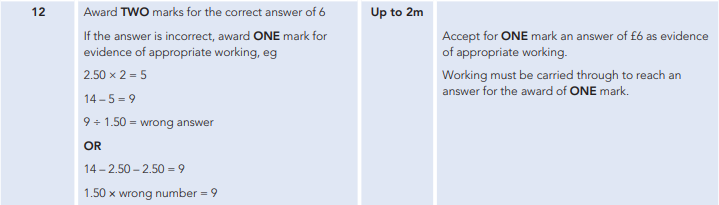 12
Award TWO marks for the correct answer of 6
If the answer is incorrect, award ONE mark for
evidence of appropriate working, eg
2.50 × 2 = 5
14 – 5 = 9
9 ÷ 1.50 = wrong answer
OR
14 – 2.50 – 2.50 = 9
1.50 × wrong number = 9
Up to 2m
Accept for ONE mark an answer of £6 as evidence
of appropriate working.
Working must be carried through to reach an
answer for the award of ONE mark.